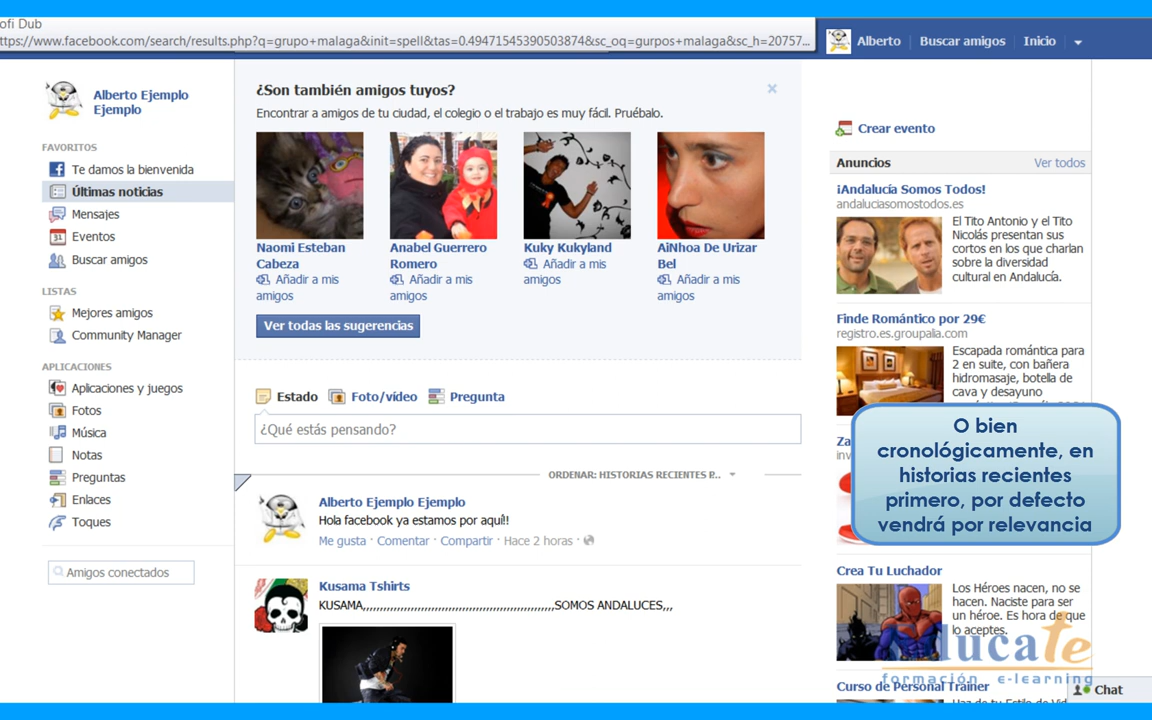 ofi Dub
ttps://www.facebook.com/search/results.php?q=grupo+malaga&init=spell&tas=0.49471545390503874&sc_oq=gurpos+malaga&sc_h=20757...
Alberto
Buscar amigos
Inicio
Alberto Ejemplo
Ejemplo
FAVORITOS
Te damos la bienvenida
Últimas noticias
Mensajes
31 Eventos
Buscar amigos
LISTAS
Mejores amigos
Community Manager
APLICACIONES
Aplicaciones y juegos
Fotos
Música
Notas
Preguntas
Enlaces
Toques
Amigos conectados
¿Son también amigos tuyos?
Encontrar a amigos de tu ciudad, el colegio o el trabajo es muy fácil. Pruébalo.
Naomi Esteban
Cabeza
Añadir a mis
amigos
Anabel Guerrero
Romero
Añadir a mis
amigos
Kuky Kukyland
Añadir a mis
amigos
AiNhoa De Urizar
Bel
Añadir a mis
amigos
Ver todas las sugerencias
Estado
Foto/vídeo
Pregunta
¿Qué estás pensando?
ORDENAR: HISTORIAS RECIENTES P...
Alberto Ejemplo Ejemplo
Hola facebook ya estamos por aquí!!
Me gusta · Comentar · Compartir · Hace 2 horas ·
Kusama Tshirts
KUSAMA,,,,,,,,,,,,,,,,,,,,,,,,,,,,,,,,,,,,,,,,,,,,,,,,,,,,,,,,SOMOS ANDALUCES,,,
Crear evento
Anuncios
Ver todos
¡Andalucía Somos Todos!
andaluciasomostodos.es
El Tito Antonio y el Tito
Nicolás presentan sus
cortos en los que charlan
sobre la diversidad
cultural en Andalucía.
Finde Romántico por 29€
registro.es.groupalia.com
Escapada romántica para
2 en suite, con bañera
hidromasaje, botella de
cava y desayuno
Za
inv
O bien
cronológicamente, en
historias recientes
primero, por defecto
vendrá por relevancia
Crea Tu Luchador
Los Héroes nacen, no se
hacen. Naciste para ser
un héroe. Es hora de que
lo aceptes.
Educate
formación e-learning
Curso de Personal Trainer
Chat